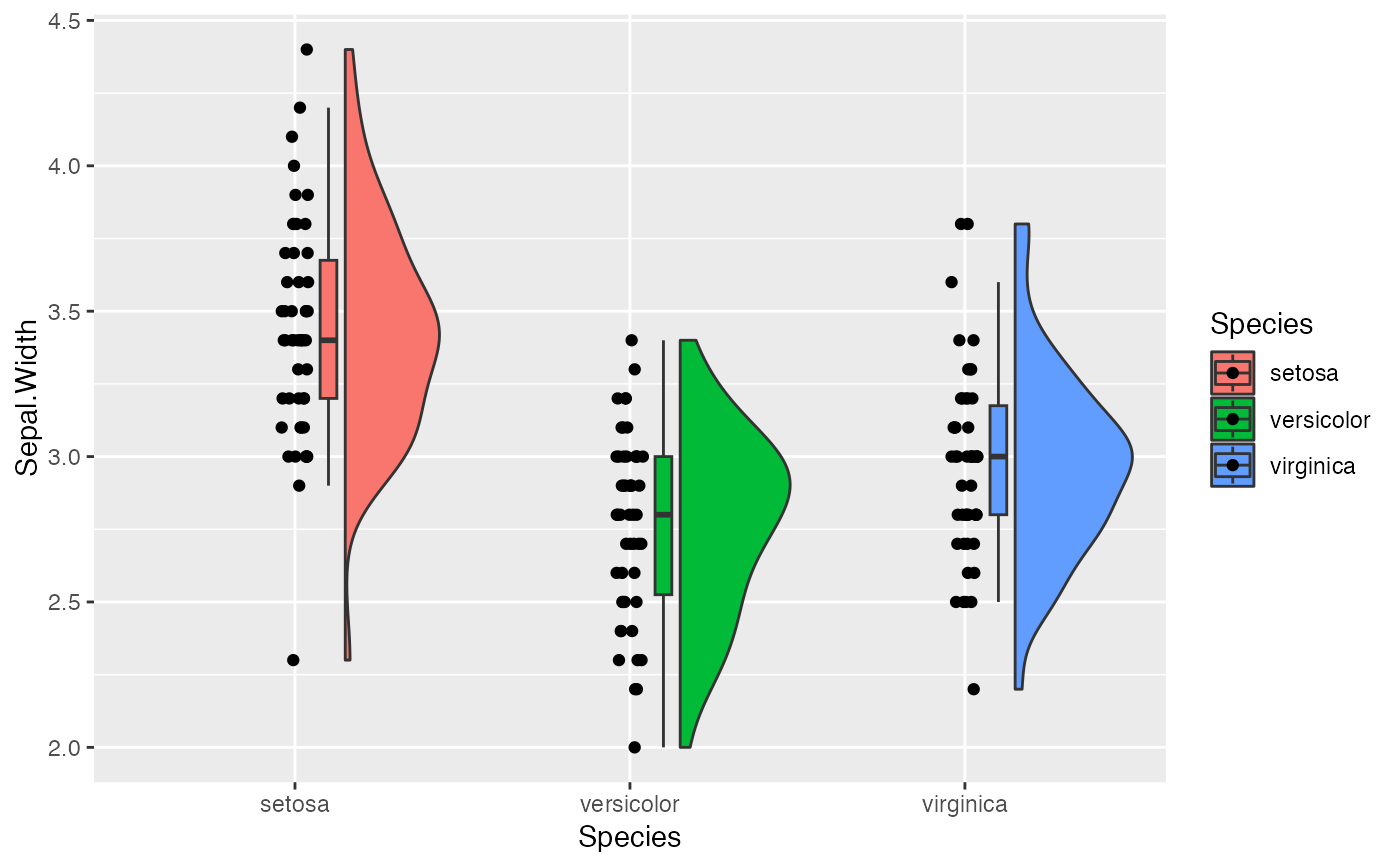 4.5
4.0
3.5
3.0
2.5
2.0
Sepal.Width
setosa
versicolor
virginica
Species
Species
setosa
versicolor
virginica